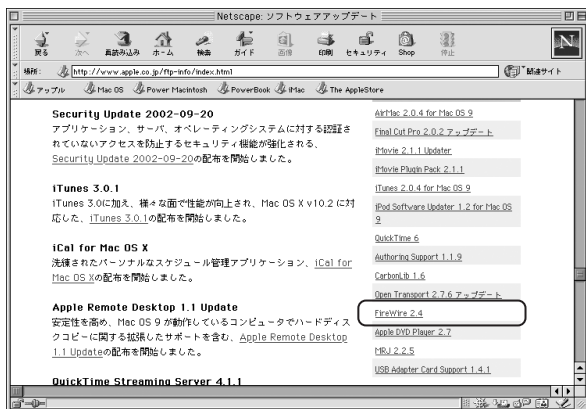 Netscape: ソフトウェアアップデート
戻る
次へ
再読み込み
ホーム
検索
ガイド
画像
印刷
セキュリティ
Shop
停止
N
場所:
http://www.apple.co.jp/ftp-info/index.html
関連サイト
アップル
Mac OS
Power Macintosh
PowerBook
iMac
The AppleStore
Security Update 2002-09-20
アプリケーション、サーバ、オペレーティングシステムに対する認証さ
れていないアクセスを防止するセキュリティ機能が強化される、
Security Update 2002-09-20の配布を開始しました。
iTunes 3.0.1
iTunes 3.0に加え、様々な面で性能が向上され、Mac OS X v10.2 に対
応した、iTunes 3.0.1の配布を開始しました。
iCal for Mac OS X
洗練されたパーソナルなスケジュール管理アプリケーション、iCal for
Mac OS Xの配布を開始しました。
Apple Remote Desktop 1.1 Update
安定性を高め、Mac OS 9 が動作しているコンピュータでハードディス
クコピーに関する拡張したサポートを含む、Apple Remote Desktop
1.1 Updateの配布を開始しました。
QuickTime Streaming Server 4.1.1
AirMac 2.0.4 for Mac OS 9
Final Cut Pro 2.0.2 アップデート
iMovie 2.1.1 Updater
iMovie Plugin Pack 2.1.1
iTunes 2.0.4 for Mac OS 9
iPod Software Updater 1.2 for Mac OS
9
QuickTime 6
Authoring Support 1.1.9
CarbonLib 1.6
Open Transport 2.7.6 アップデート
FireWire 2.4
Apple DVD Player 2.7
MRJ 2.2.5
USB Adapter Card Support 1.4.1